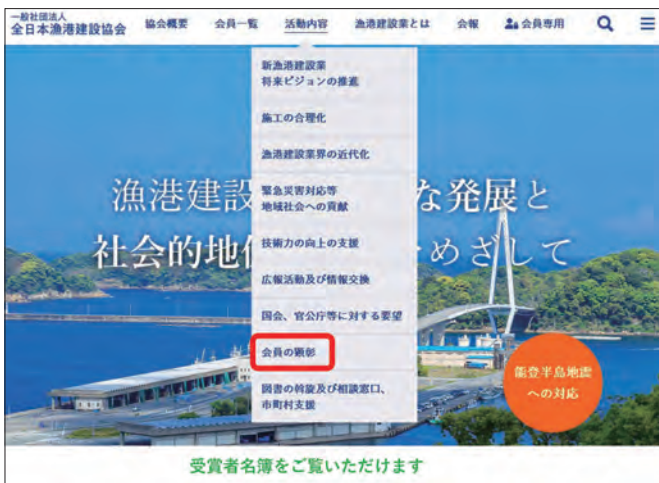 一般社団法人
全日本漁港建設協会
協会概要 会員一覧 活動内容 漁港建設業とは 会報 会員専用
新漁港建設業
将来ビジョンの推進
施工の合理化
漁港建設業界の近代化
緊急災害対応等
地域社会への貢献
技術力の向上の支援
広報活動及び情報交換
国会、官公庁等に対する要望
会員の顕彰
図書の斡旋及び相談窓口、
市町村支援
漁港建設 な発展と
社会的地 めざして
能登半島地震
への対応
受賞者名簿をご覧いただけます